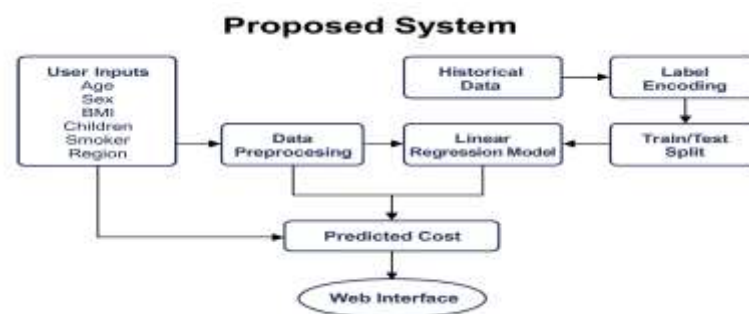 Proposed System
User Inputs
Age
Sex
BMI
Children
Smoker
Region
Historical
Data
Label
Encoding
Data
Preprocesing
Linear
Regression Model
Train/Test
Split
Predicted Cost
Web Interface